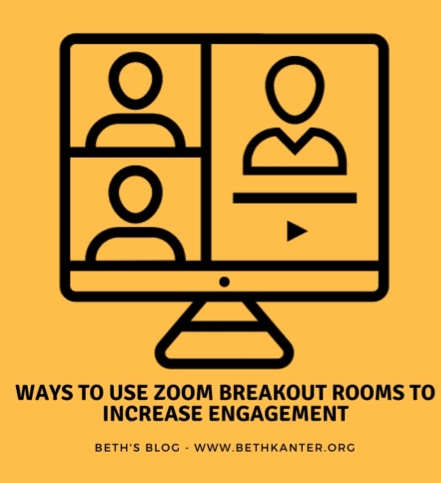 WAYS TO USE ZOOM BREAKOUT ROOMS TO
INCREASE ENGAGEMENT
BETH'S BLOG - WWW.BETHKANTER.ORG